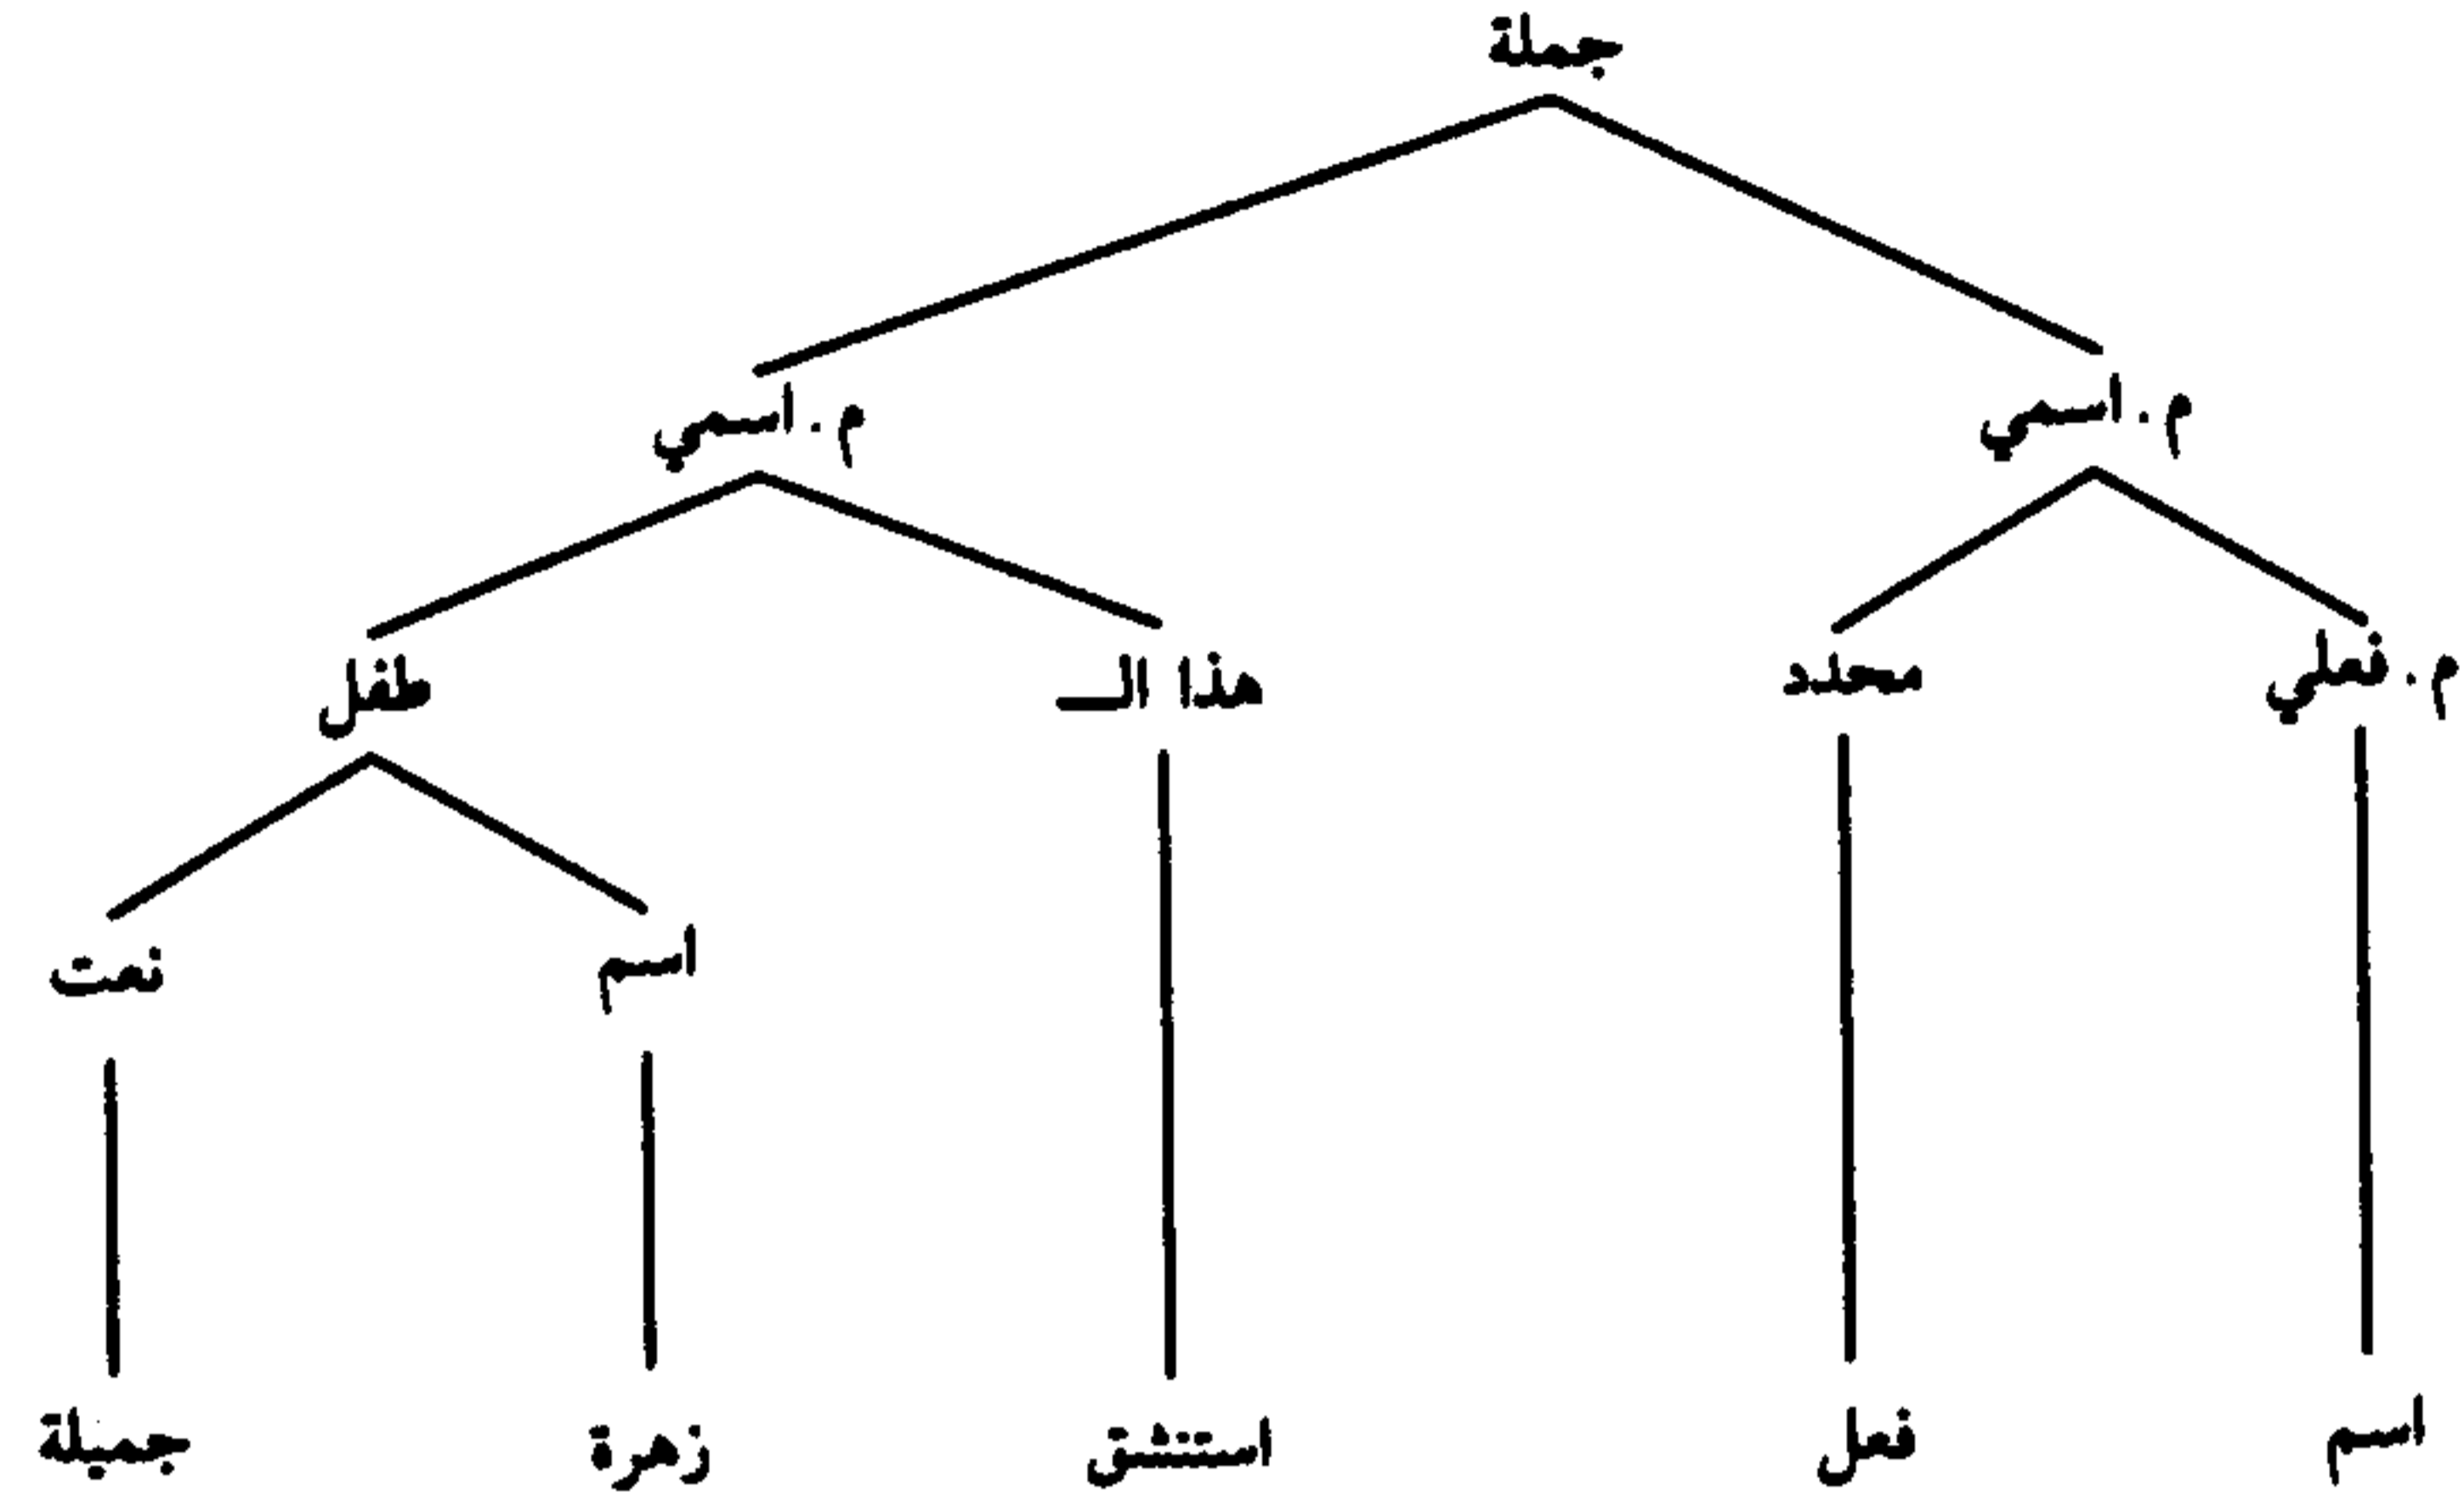 جملة
م.اسمي م.اسمي
م.فعلي محدد هذا الـ طفل
اسم نعت
اسم فعل استنشق زهرة جميلة